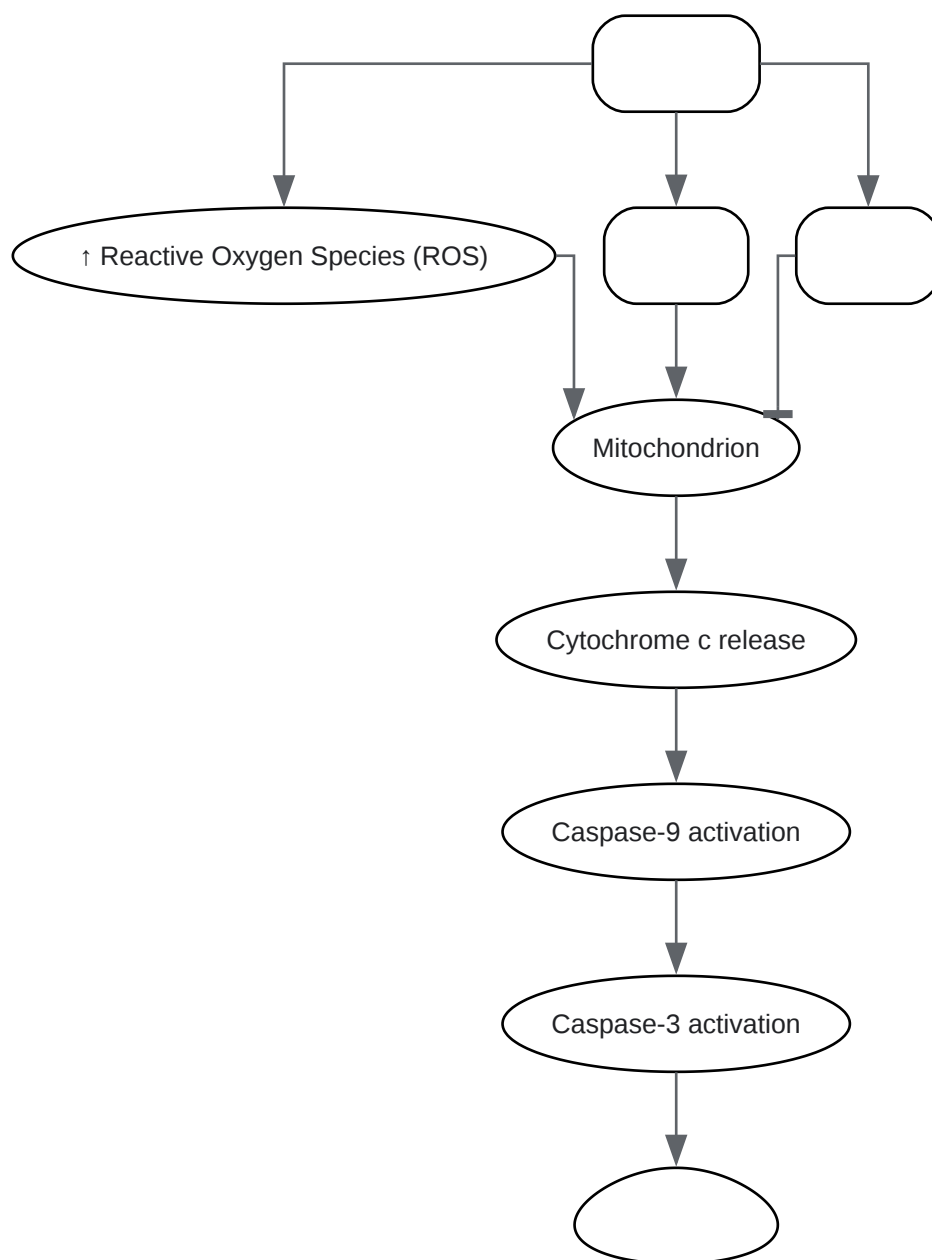 ↑ Reactive Oxygen Species (ROS)
Mitochondrion
Cytochrome c release
Caspase-9 activation
Caspase-3 activation